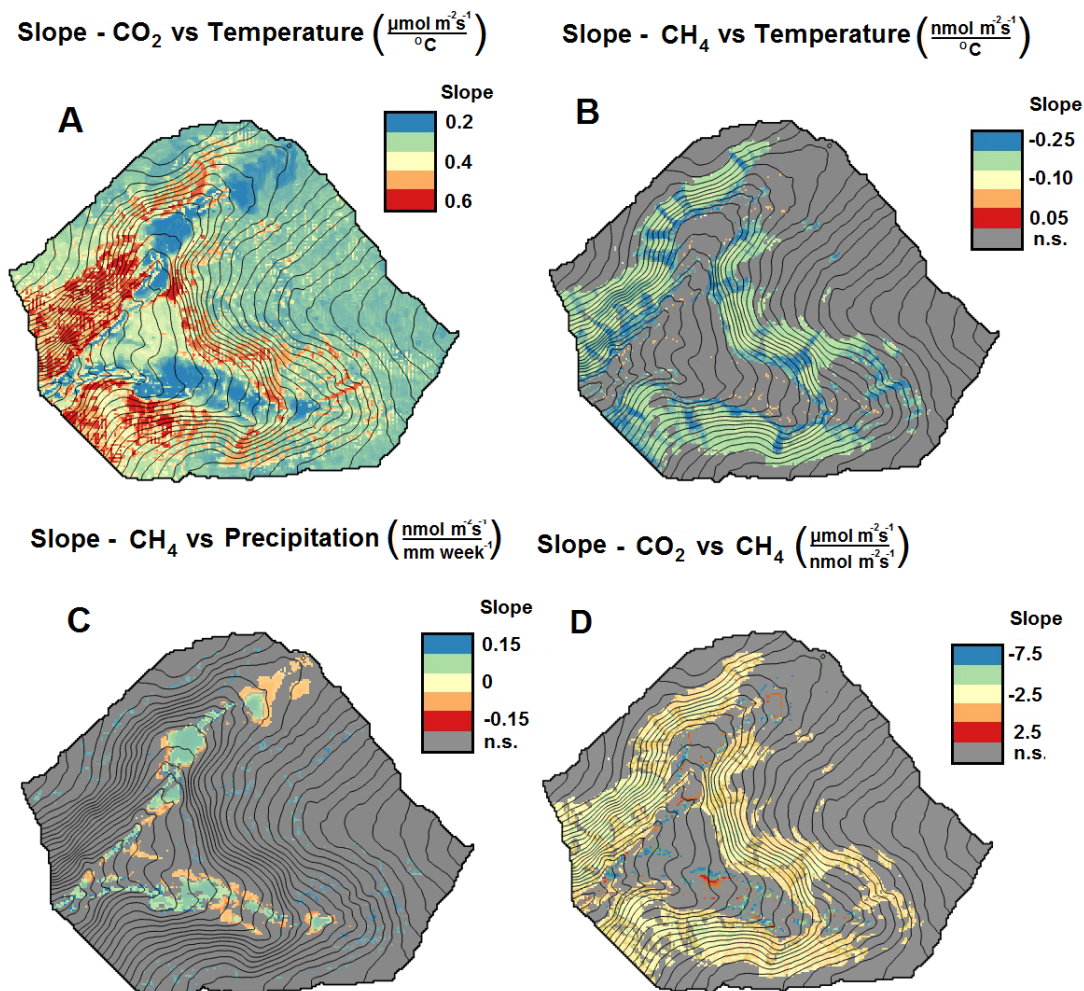 Slope - CO₂ vs Temperature (µmol m⁻²s⁻¹ / °C)
Slope - CH₄ vs Temperature (nmol m⁻²s⁻¹ / °C)
A
Slope
0.2
0.4
0.6
B
Slope
-0.25
-0.10
0.05
n.s.
Slope - CH₄ vs Precipitation (nmol m⁻²s⁻¹ / mm week⁻¹)
Slope - CO₂ vs CH₄ (µmol m⁻²s⁻¹ / nmol m⁻²s⁻¹)
C
Slope
0.15
0
-0.15
n.s.
D
Slope
-7.5
-2.5
2.5
n.s.